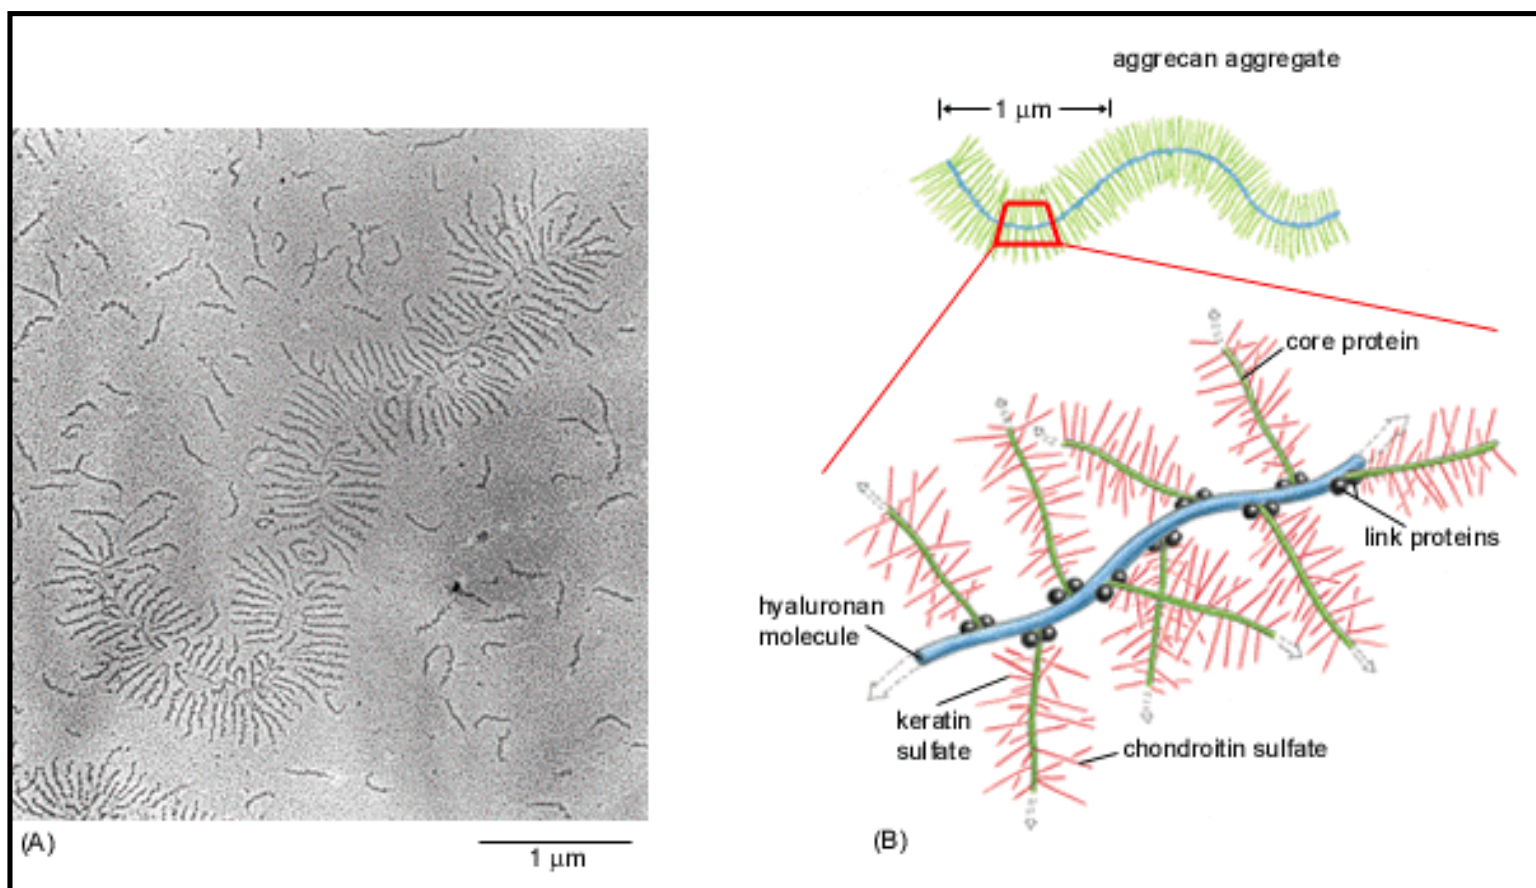 aggrecan aggregate
1 μm
core protein
link proteins
hyaluronan
molecule
keratin
sulfate
chondroitin sulfate
(A)
1 μm
(B)